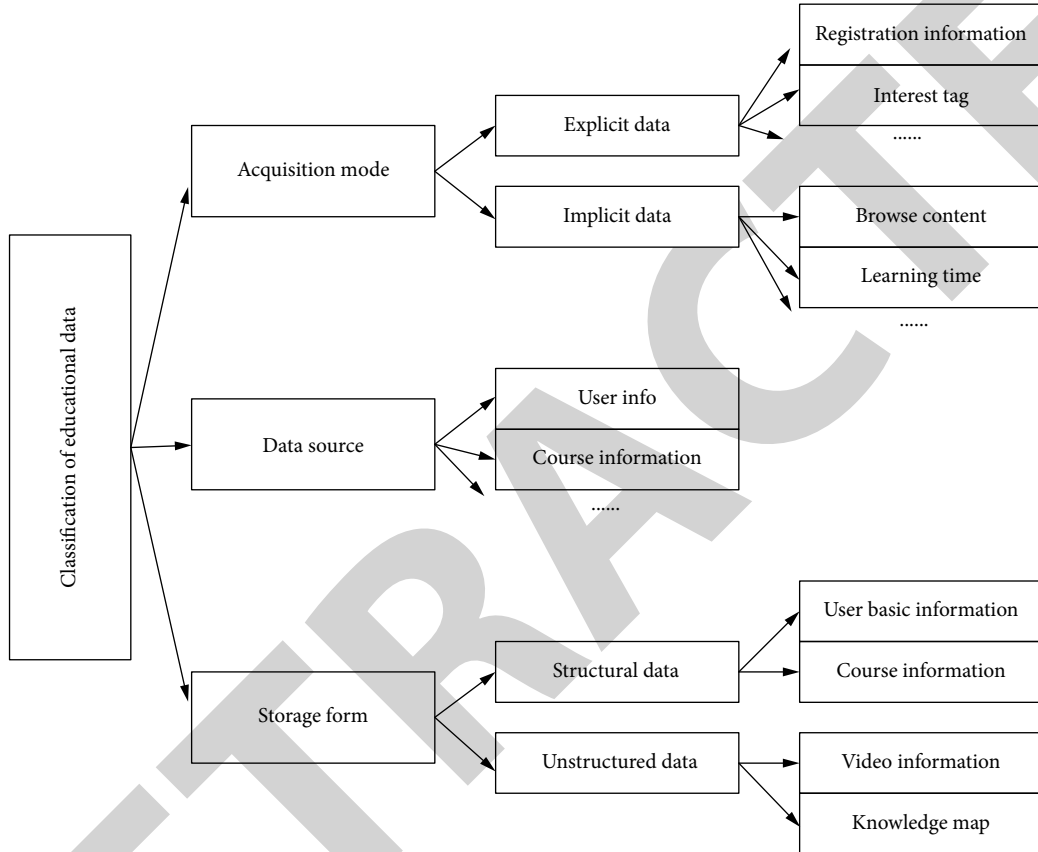 Classification of educational data
Acquisition mode
Explicit data
Registration information
Interest tag
......
Implicit data
Browse content
Learning time
......
Data source
User info
Course information
......
Storage form
Structural data
User basic information
Course information
Unstructured data
Video information
Knowledge map
TRACTE